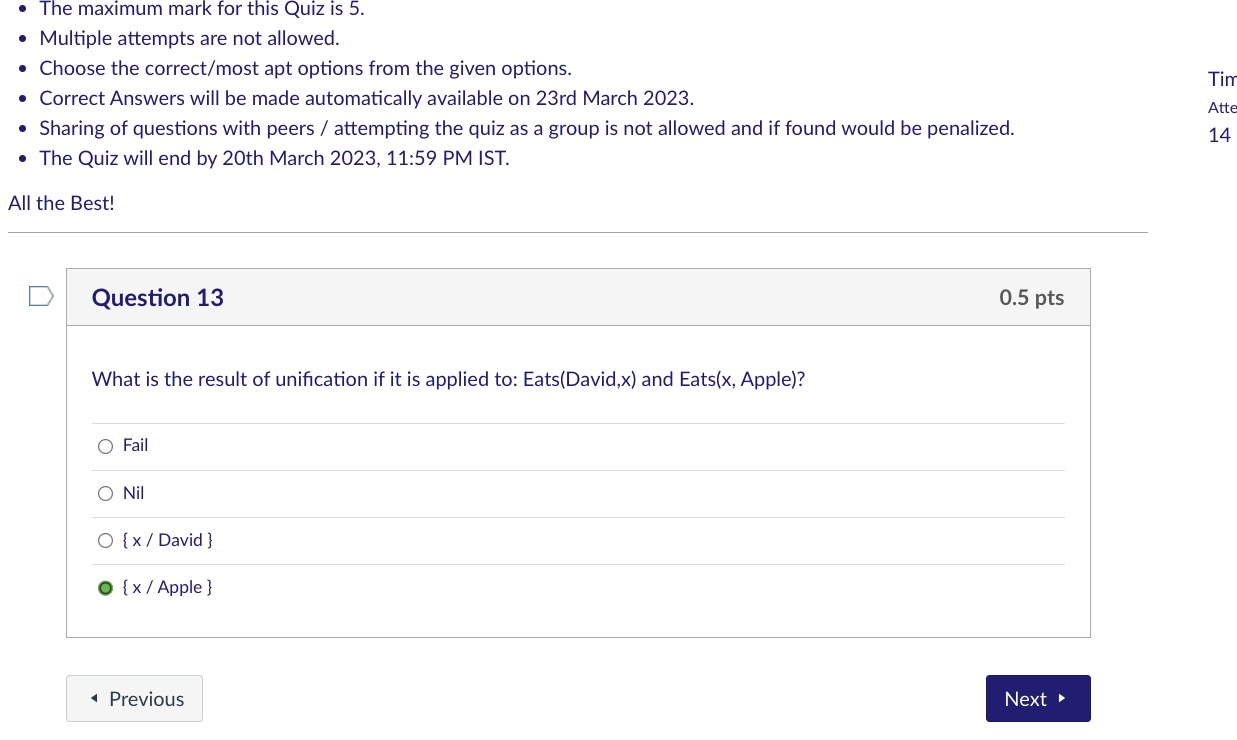 The maximum mark for this Quiz is 5.
Multiple attempts are not allowed.
Choose the correct/most apt options from the given options.
Correct Answers will be made automatically available on 23rd March 2023.
Sharing of questions with peers / attempting the quiz as a group is not allowed and if found would be penalized.
The Quiz will end by 20th March 2023, 11:59 PM IST.
All the Best!
Tim
Atte
14
Question 13
0.5 pts
What is the result of unification if it is applied to: Eats(David,x) and Eats(x, Apple)?
Fail
Nil
{ x / David }
{ x / Apple }
Previous
Next